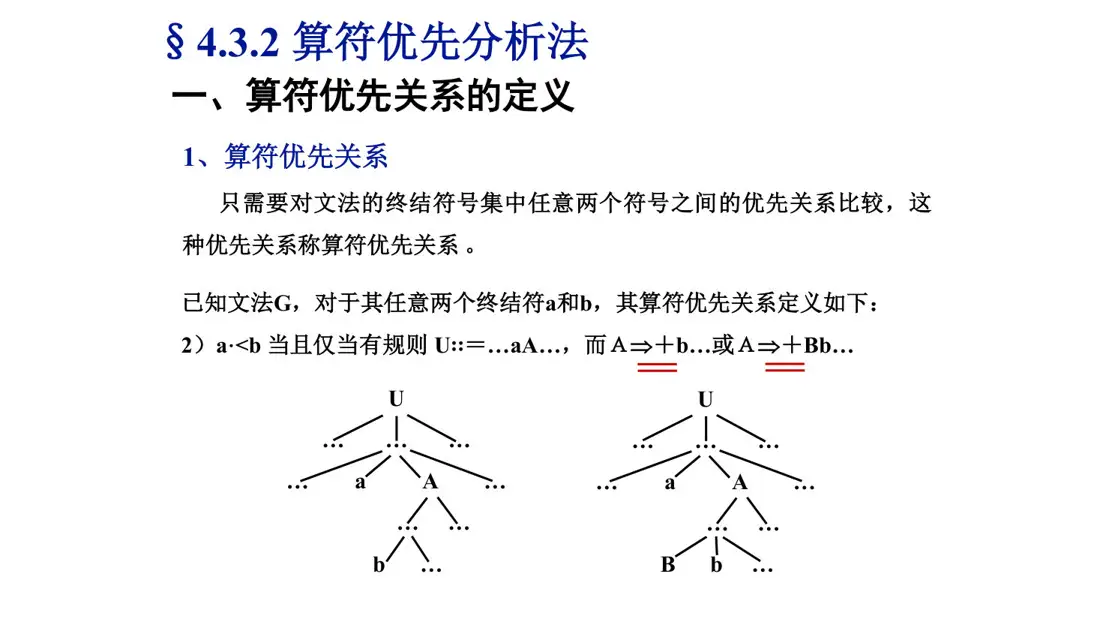 §4.3.2 算符优先分析法
一、算符优先关系的定义
1、算符优先关系
只需要对文法的终结符号集中任意两个符号之间的优先关系比较，这
种优先关系称算符优先关系 。
已知文法G，对于其任意两个终结符a和b，其算符优先关系定义如下：
2）a·<b 当且仅当有规则 U∷＝…aA…，而Ａ⇒＋b…或Ａ⇒＋Bb…
U U
… … … … … …
… a A … … a A …
… … … …
b … B b …